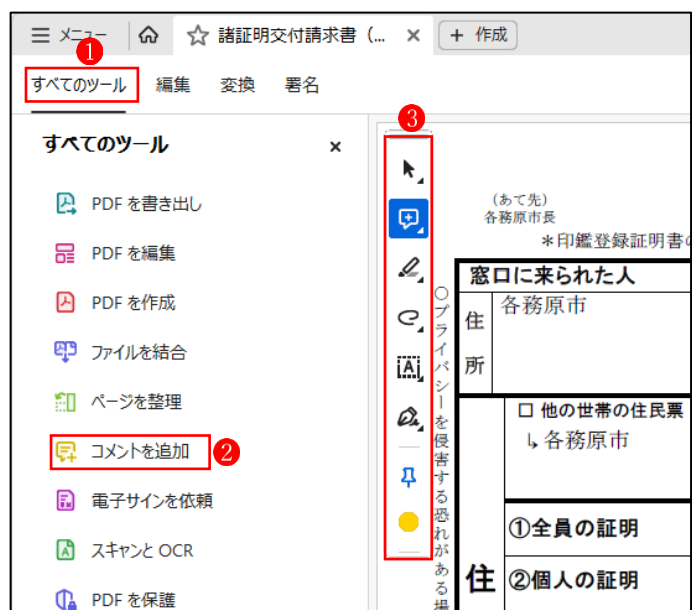 メニュー
諸証明交付請求書（...
+ 作成
1
すべてのツール 編集 変換 署名
すべてのツール
PDF を書き出し
PDF を編集
PDF を作成
ファイルを結合
ページを整理
コメントを追加
2
電子サインを依頼
スキャンと OCR
PDF を保護
3
（あて先）
各務原市長
＊印鑑登録証明書の
窓口に来られた人
住所
各務原市
○プライバシーを侵害する恐れがある場
□ 他の世帯の住民票
↳ 各務原市
①全員の証明
住
②個人の証明